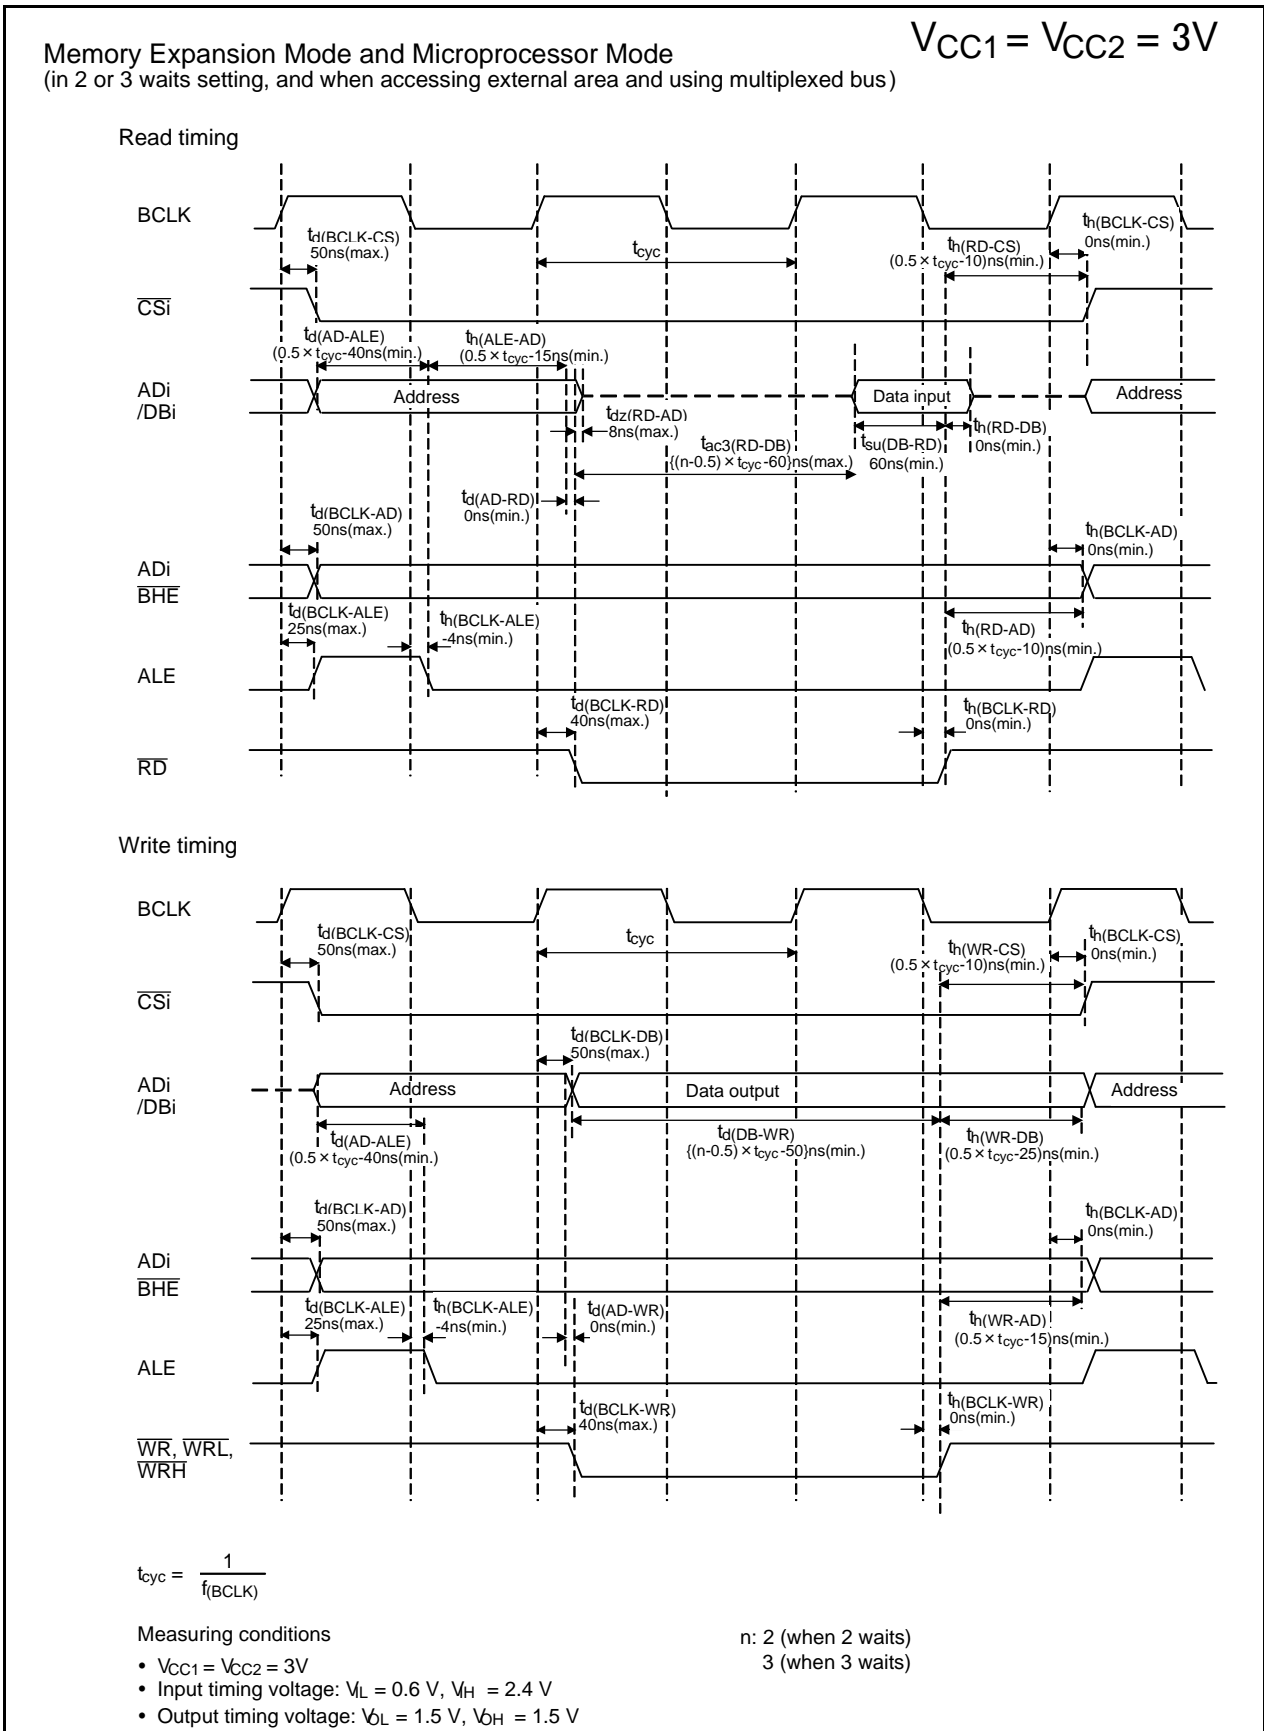 VCC1 = VCC2 = 3V
Memory Expansion Mode and Microprocessor Mode
(in 2 or 3 waits setting, and when accessing external area and using multiplexed bus)
Read timing
BCLK
td(BCLK-CS)
50ns(max.)
tcyc
th(RD-CS)
(0.5 × tcyc-10)ns(min.)
th(BCLK-CS)
0ns(min.)
CSi
td(AD-ALE)
(0.5 × tcyc-40ns(min.)
th(ALE-AD)
(0.5 × tcyc-15ns(min.)
ADi
/DBi
Address
Data input
Address
tdz(RD-AD)
8ns(max.)
tac3(RD-DB)
{(n-0.5) × tcyc-60}ns(max.)
tsu(DB-RD)
60ns(min.)
th(RD-DB)
0ns(min.)
td(AD-RD)
0ns(min.)
td(BCLK-AD)
50ns(max.)
th(BCLK-AD)
0ns(min.)
ADi
BHE
td(BCLK-ALE)
25ns(max.)
th(BCLK-ALE)
-4ns(min.)
th(RD-AD)
(0.5 × tcyc-10)ns(min.)
ALE
td(BCLK-RD)
40ns(max.)
th(BCLK-RD)
0ns(min.)
RD
Write timing
BCLK
td(BCLK-CS)
50ns(max.)
tcyc
th(WR-CS)
(0.5 × tcyc-10)ns(min.)
th(BCLK-CS)
0ns(min.)
CSi
td(BCLK-DB)
50ns(max.)
ADi
/DBi
Address
Data output
Address
td(AD-ALE)
(0.5 × tcyc-40ns(min.)
td(DB-WR)
{(n-0.5) × tcyc-50}ns(min.)
th(WR-DB)
(0.5 × tcyc-25)ns(min.)
td(BCLK-AD)
50ns(max.)
th(BCLK-AD)
0ns(min.)
ADi
BHE
td(BCLK-ALE)
25ns(max.)
th(BCLK-ALE)
-4ns(min.)
td(AD-WR)
0ns(min.)
th(WR-AD)
(0.5 × tcyc-15)ns(min.)
ALE
td(BCLK-WR)
40ns(max.)
th(BCLK-WR)
0ns(min.)
WR, WRL,
WRH
tcyc = 1
f(BCLK)
Measuring conditions
• VCC1 = VCC2 = 3V
• Input timing voltage: VIL = 0.6 V, VIH = 2.4 V
• Output timing voltage: VOL = 1.5 V, VOH = 1.5 V
n: 2 (when 2 waits)
3 (when 3 waits)